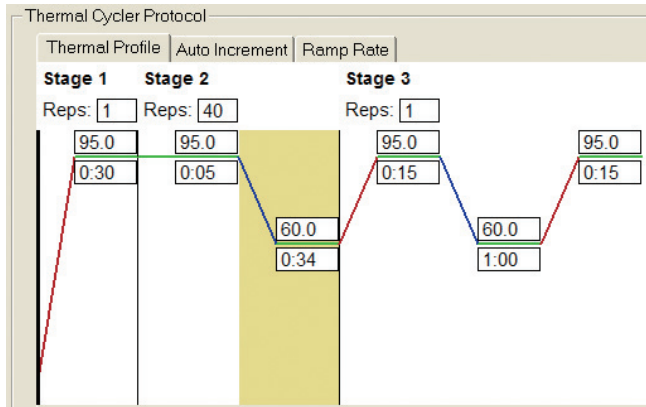 Thermal Cycler Protocol
Thermal Profile Auto Increment Ramp Rate
Stage 1 Stage 2 Stage 3
Reps: 1 Reps: 40 Reps: 1
95.0 95.0 95.0 95.0
0:30 0:05 0:15 0:15
60.0 60.0
0:34 1:00